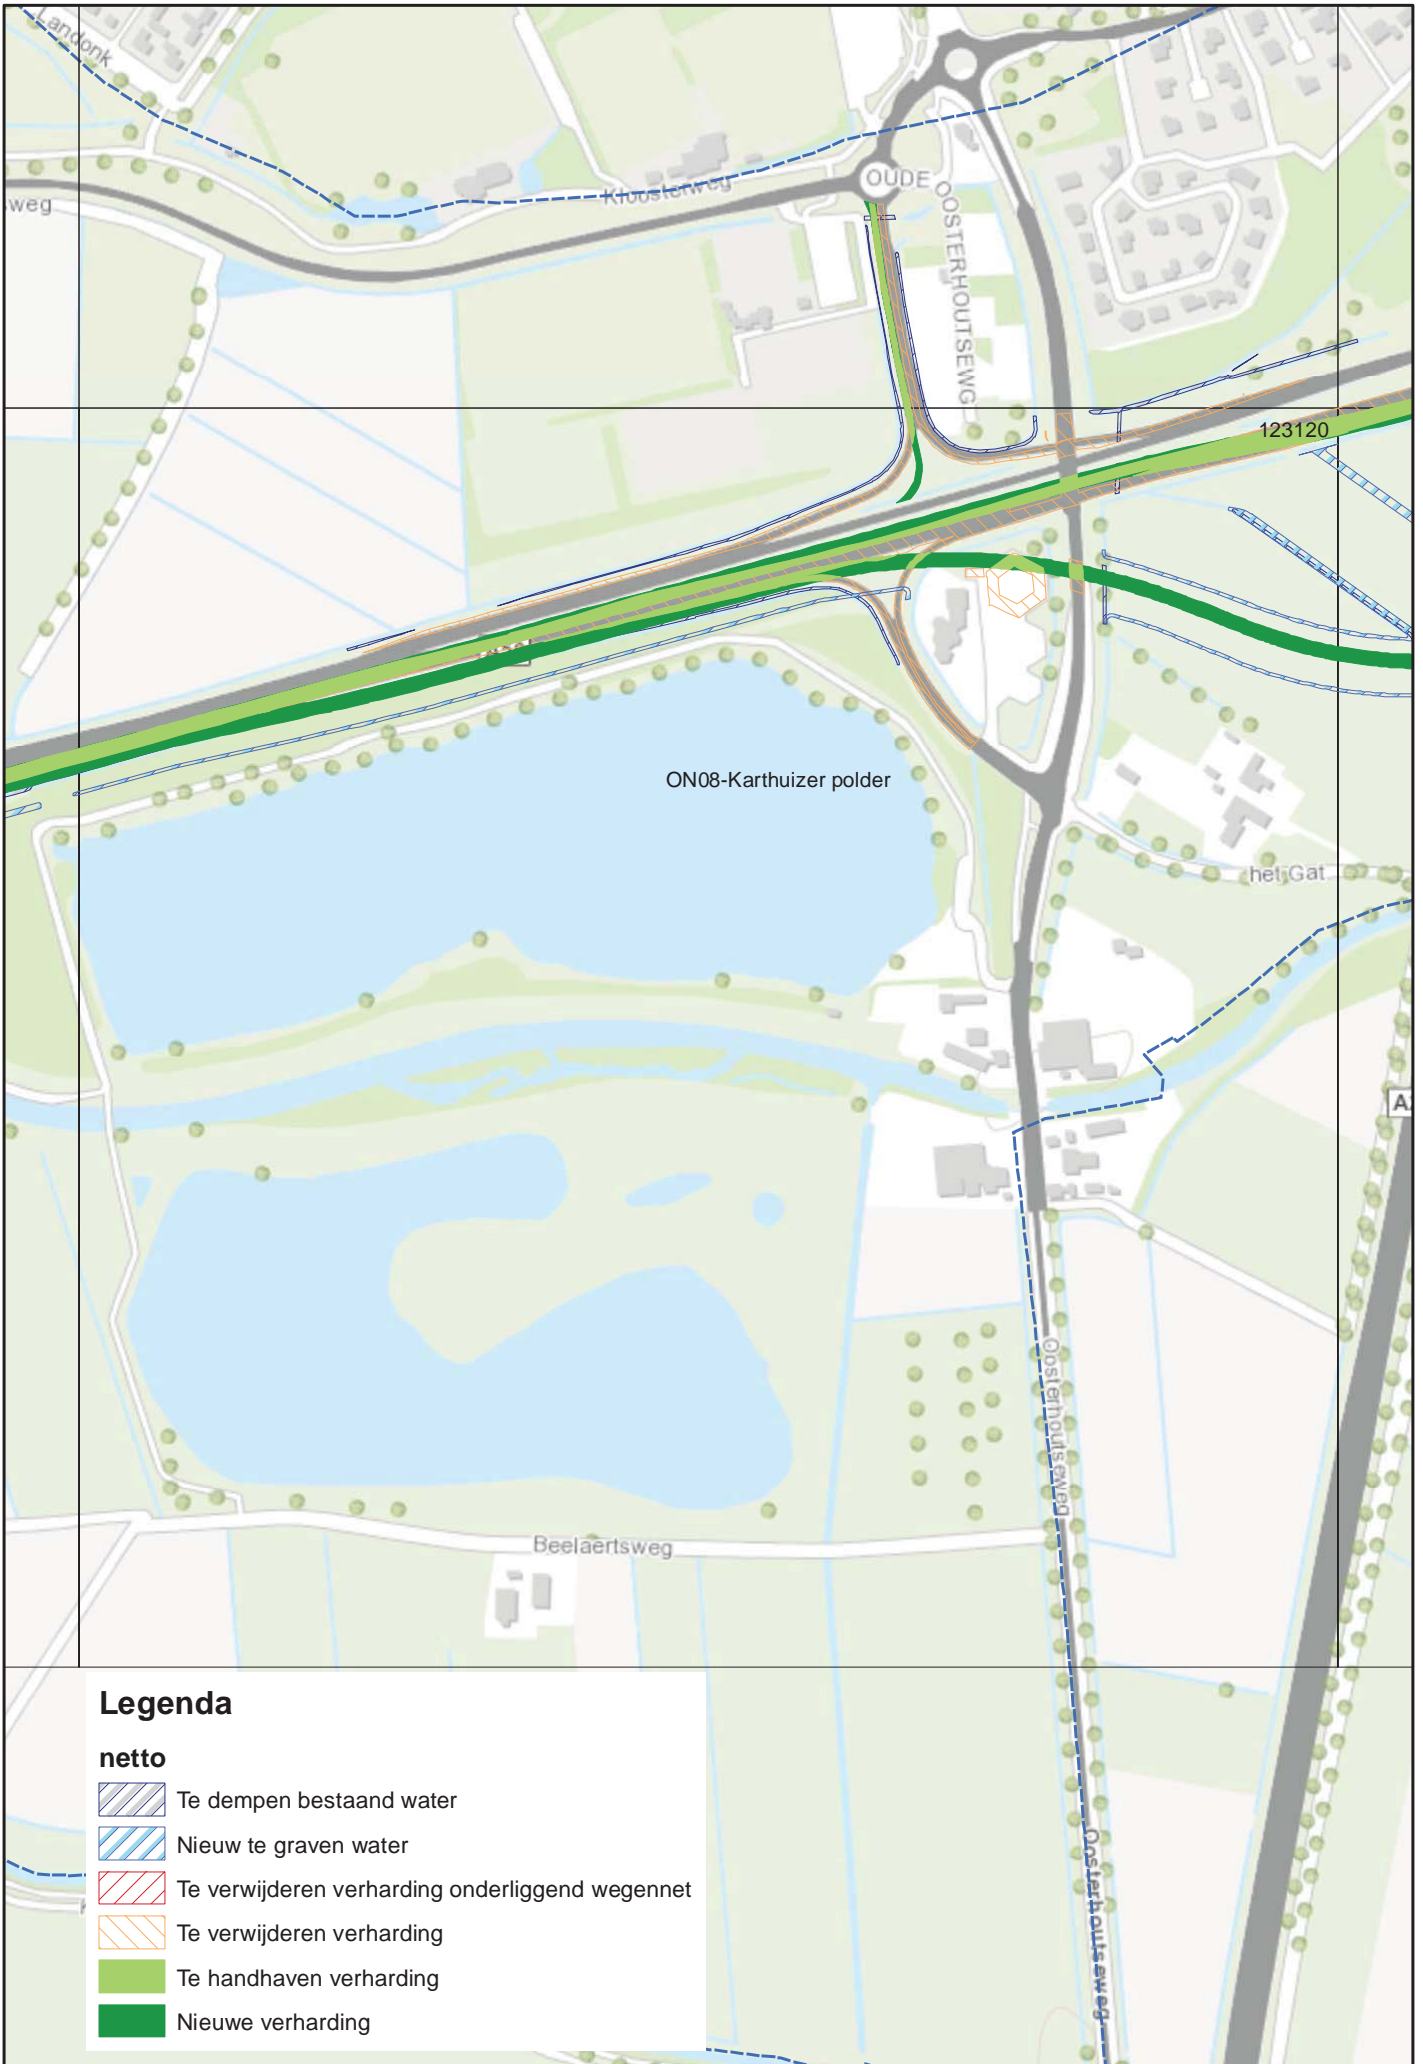 Landonk
weg
Kloosterweg
OUDE
OOSTERHOUTSEWG
123120
ON08-Karthuizer polder
het Gat
Oosterhoutseweg
Beelaertsweg
Legenda
netto
Te dempen bestaand water
Nieuw te graven water
Te verwijderen verharding onderliggend wegennet
Te verwijderen verharding
Te handhaven verharding
Nieuwe verharding
Oosterhoutseweg